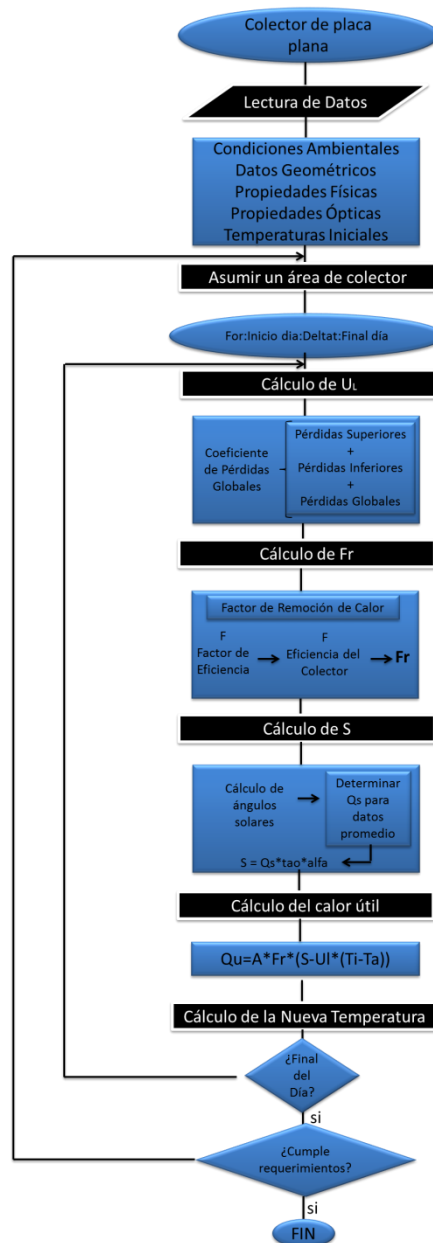 Colector de placa
plana
Lectura de Datos
Condiciones Ambientales
Datos Geométricos
Propiedades Físicas
Propiedades Ópticas
Temperaturas Iniciales
Asumir un área de colector
For:Inicio dia:Deltat:Final día
Cálculo de UL
Coeficiente
de Pérdidas
Globales
Pérdidas Superiores
+
Pérdidas Inferiores
+
Pérdidas Globales
Cálculo de Fr
Factor de Remoción de Calor
F
Factor de
Eficiencia
F
Eficiencia del
Colector
Fr
Cálculo de S
Cálculo de
ángulos
solares
Determinar
Qs para
datos
promedio
S = Qs*tao*alfa
Cálculo del calor útil
Qu=A*Fr*(S-Ul*(Ti-Ta))
Cálculo de la Nueva Temperatura
¿Final
del
Día?
si
¿Cumple
requerimientos?
si
FIN